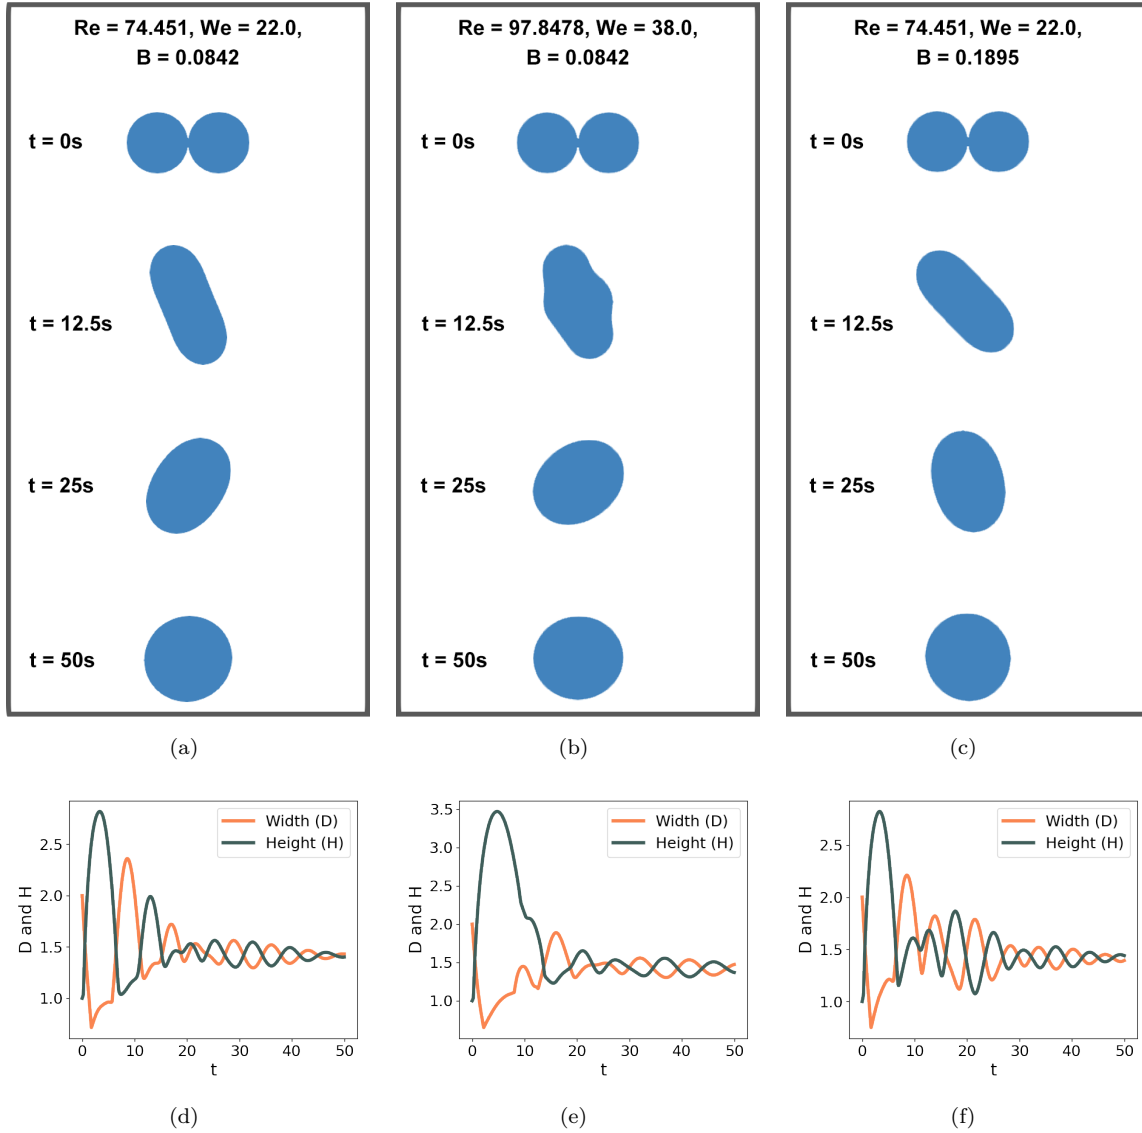 Re = 74.451, We = 22.0,
B = 0.0842
t = 0s
t = 12.5s
t = 25s
t = 50s
(a)
Re = 97.8478, We = 38.0,
B = 0.0842
t = 0s
t = 12.5s
t = 25s
t = 50s
(b)
Re = 74.451, We = 22.0,
B = 0.1895
t = 0s
t = 12.5s
t = 25s
t = 50s
(c)
Width (D)
Height (H)
D and H
2.5
2.0
1.5
1.0
0 10 20 30 40 50
t
(d)
Width (D)
Height (H)
D and H
3.5
3.0
2.5
2.0
1.5
1.0
0 10 20 30 40 50
t
(e)
Width (D)
Height (H)
D and H
2.5
2.0
1.5
1.0
0 10 20 30 40 50
t
(f)